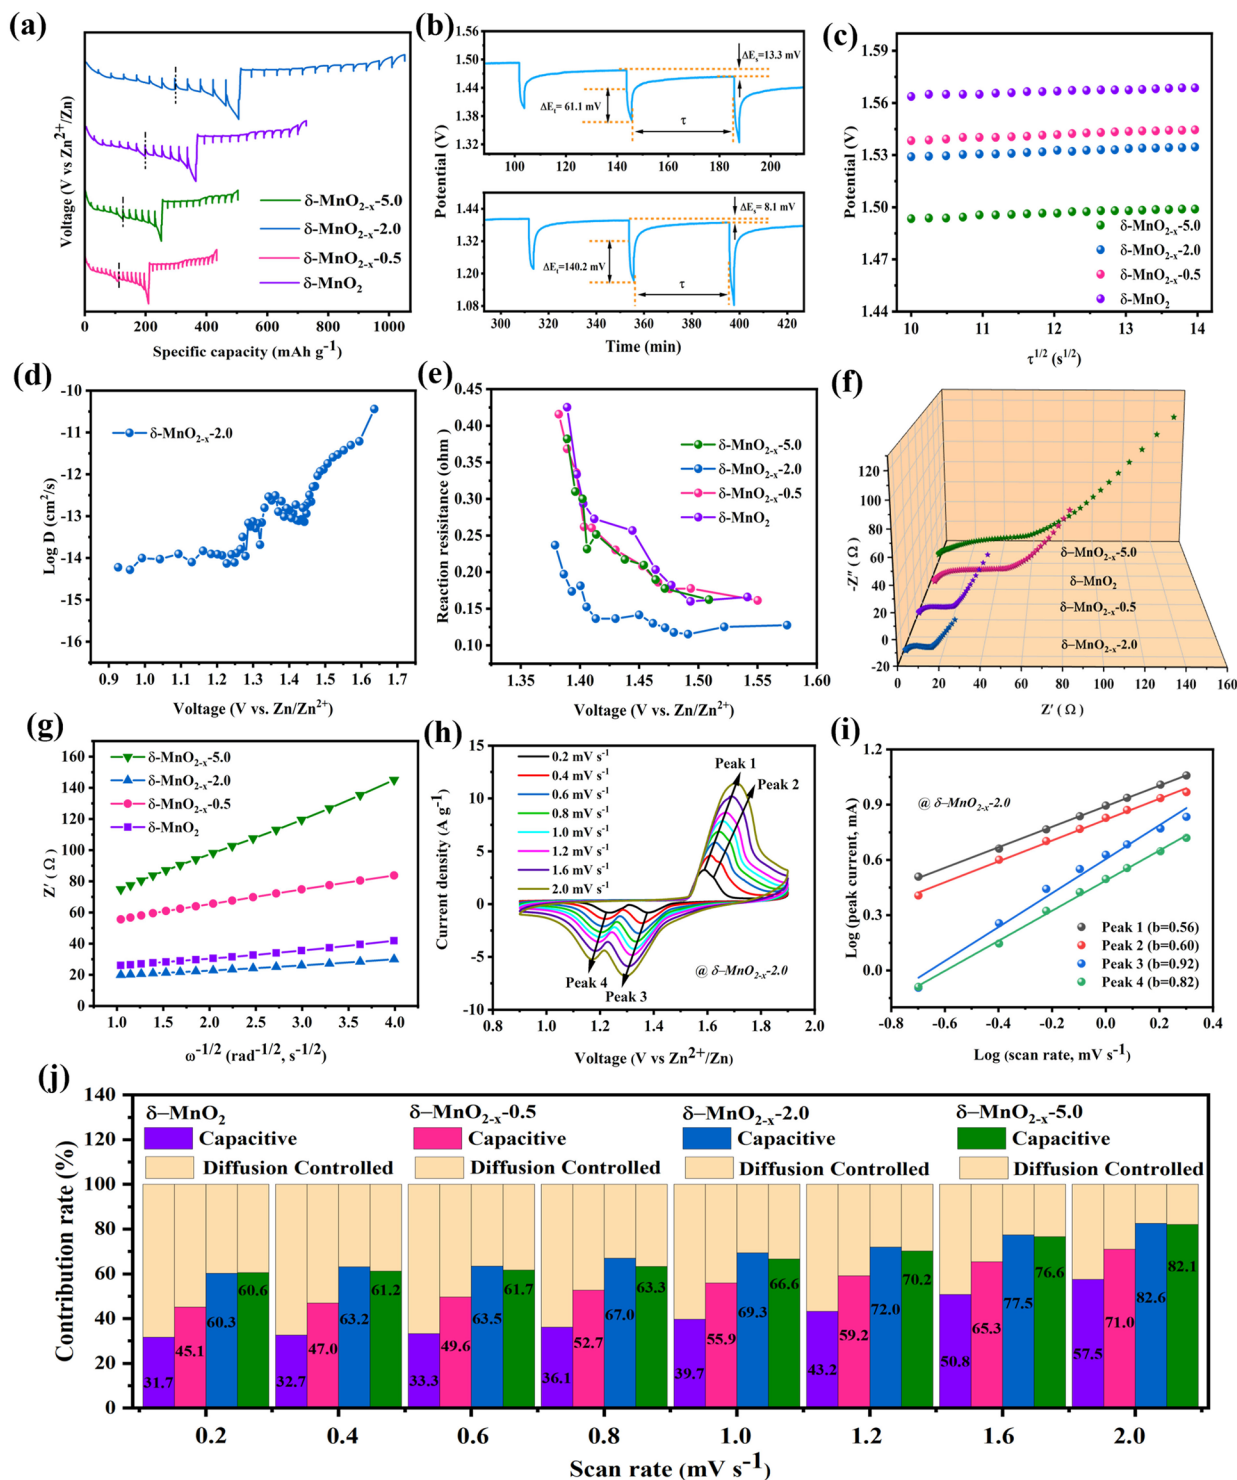 (a)
Voltage (V vs Zn²⁺/Zn)
δ-MnO₂₋ₓ-5.0
δ-MnO₂₋ₓ-2.0
δ-MnO₂₋ₓ-0.5
δ-MnO₂
0 200 400 600 800 1000
Specific capacity (mAh g⁻¹)
(b)
Potential (V)
1.56
1.50
1.44
1.38
1.32
ΔEₛ=13.3 mV
ΔEₜ= 61.1 mV
τ
100 120 140 160 180 200
1.44
1.32
1.20
1.08
ΔEₛ= 8.1 mV
ΔEₜ=140.2 mV
τ
300 320 340 360 380 400 420
Time (min)
(c)
Potential (V)
1.59
1.56
1.53
1.50
1.47
1.44
δ-MnO₂₋ₓ-5.0
δ-MnO₂₋ₓ-2.0
δ-MnO₂₋ₓ-0.5
δ-MnO₂
10 11 12 13 14
τ¹/² (s¹/²)
(d)
Log D (cm²/s)
-10
-11
-12
-13
-14
-15
-16
δ-MnO₂₋ₓ-2.0
0.9 1.0 1.1 1.2 1.3 1.4 1.5 1.6 1.7
Voltage (V vs. Zn/Zn²⁺)
(e)
Reaction resisitance (ohm )
0.45
0.40
0.35
0.30
0.25
0.20
0.15
0.10
δ-MnO₂₋ₓ-5.0
δ-MnO₂₋ₓ-2.0
δ-MnO₂₋ₓ-0.5
δ-MnO₂
1.35 1.40 1.45 1.50 1.55 1.60
Voltage (V vs. Zn/Zn²⁺)
(f)
-Z″ ( Ω )
120
100
80
60
40
20
0
-20
δ−MnO₂₋ₓ-5.0
δ−MnO₂
δ−MnO₂₋ₓ-0.5
δ−MnO₂₋ₓ-2.0
0 20 40 60 80 100 120 140 160
Z′ ( Ω )
(g)
Z′ ( Ω )
160
140
120
100
80
60
40
20
0
δ-MnO₂₋ₓ-5.0
δ-MnO₂₋ₓ-2.0
δ-MnO₂₋ₓ-0.5
δ-MnO₂
1.0 1.5 2.0 2.5 3.0 3.5 4.0
ω⁻¹/² (rad⁻¹/², s⁻¹/²)
(h)
Current density (A g⁻¹)
15
10
5
0
-5
-10
0.2 mV s⁻¹
0.4 mV s⁻¹
0.6 mV s⁻¹
0.8 mV s⁻¹
1.0 mV s⁻¹
1.2 mV s⁻¹
1.6 mV s⁻¹
2.0 mV s⁻¹
Peak 1
Peak 2
Peak 4
Peak 3
@ δ-MnO₂₋ₓ-2.0
0.8 1.0 1.2 1.4 1.6 1.8 2.0
Voltage (V vs Zn²⁺/Zn)
(i)
Log (peak current, mA)
1.2
0.9
0.6
0.3
0.0
@ δ-MnO₂₋ₓ-2.0
Peak 1 (b=0.56)
Peak 2 (b=0.60)
Peak 3 (b=0.92)
Peak 4 (b=0.82)
-0.8 -0.6 -0.4 -0.2 0.0 0.2 0.4
Log (scan rate, mV s⁻¹)
(j)
Contribution rate (%)
140
120
100
80
60
40
20
0
δ−MnO₂ δ−MnO₂₋ₓ-0.5 δ−MnO₂₋ₓ-2.0 δ−MnO₂₋ₓ-5.0
Capacitive Capacitive Capacitive Capacitive
Diffusion Controlled Diffusion Controlled Diffusion Controlled Diffusion Controlled
31.7 45.1 60.3 60.6
32.7 47.0 63.2 61.2
33.3 49.6 63.5 61.7
36.1 52.7 67.0 63.3
39.7 55.9 69.3 66.6
43.2 59.2 72.0 70.2
50.8 65.3 77.5 76.6
57.5 71.0 82.6 82.1
0.2 0.4 0.6 0.8 1.0 1.2 1.6 2.0
Scan rate (mV s⁻¹)